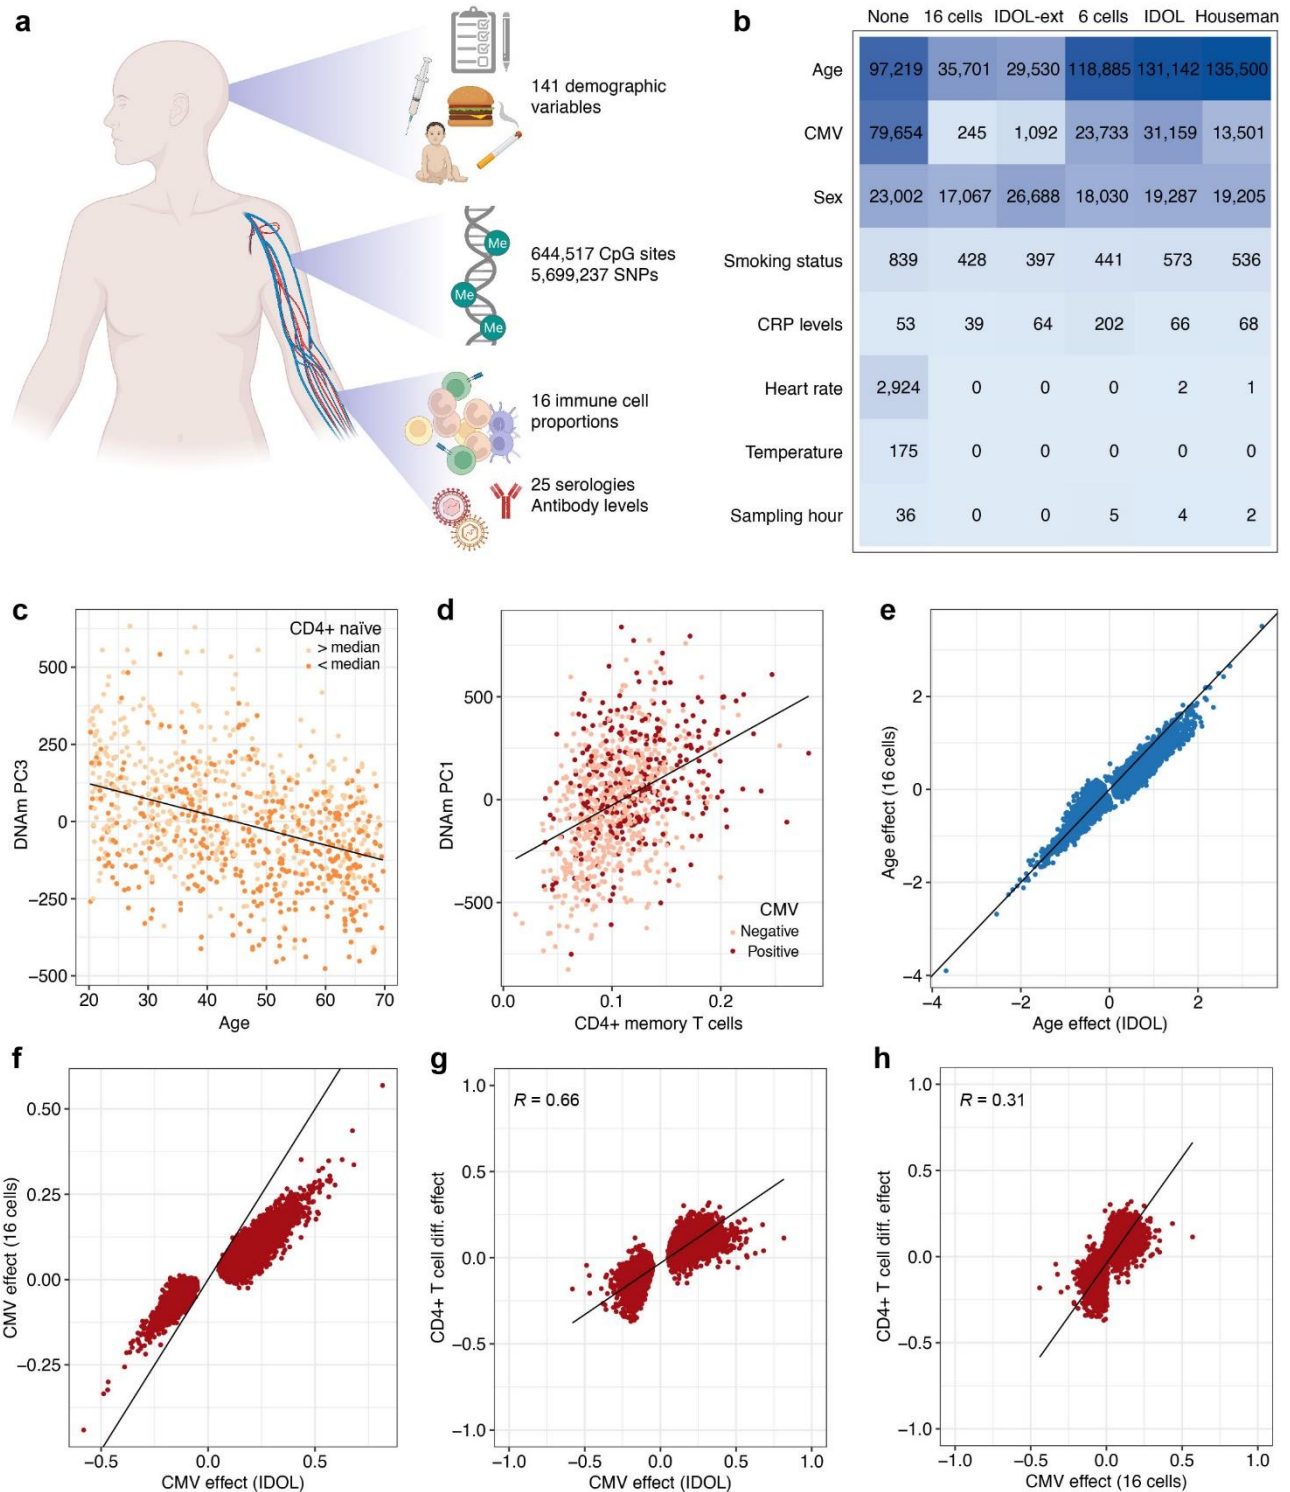 a
141 demographic
variables
Me
Me
Me
644,517 CpG sites
5,699,237 SNPs
16 immune cell
proportions
25 serologies
Antibody levels
b
None 16 cells IDOL-ext 6 cells IDOL Houseman
Age 97,219 35,701 29,530 118,885 131,142 135,500
CMV 79,654 245 1,092 23,733 31,159 13,501
Sex 23,002 17,067 26,688 18,030 19,287 19,205
Smoking status 839 428 397 441 573 536
CRP levels 53 39 64 202 66 68
Heart rate 2,924 0 0 0 2 1
Temperature 175 0 0 0 0 0
Sampling hour 36 0 0 5 4 2
c
CD4+ naïve
> median
< median
DNAm PC3
500
250
0
−250
−500
20 30 40 50 60 70
Age
d
DNAm PC1
500
0
−500
CMV
Negative
Positive
0.0 0.1 0.2
CD4+ memory T cells
e
Age effect (16 cells)
2
0
−2
−4
−4 −2 0 2
Age effect (IDOL)
f
CMV effect (16 cells)
0.50
0.25
0.00
−0.25
−0.5 0.0 0.5
CMV effect (IDOL)
g
R = 0.66
CD4+ T cell diff. effect
1.0
0.5
0.0
−0.5
−1.0
−1.0 −0.5 0.0 0.5 1.0
CMV effect (IDOL)
h
R = 0.31
CD4+ T cell diff. effect
1.0
0.5
0.0
−0.5
−1.0
−1.0 −0.5 0.0 0.5 1.0
CMV effect (16 cells)